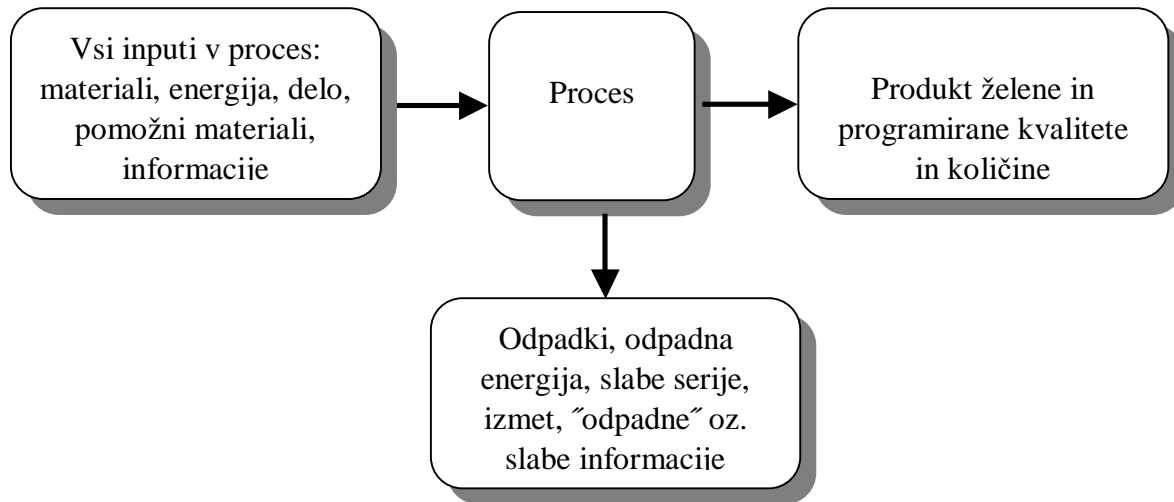 Vsi inputi v proces:
materiali, energija, delo,
pomožni materiali,
informacije
Proces
Produkt želene in
programirane kvalitete
in količine
Odpadki, odpadna
energija, slabe serije,
izmet, ˝odpadne˝ oz.
slabe informacije